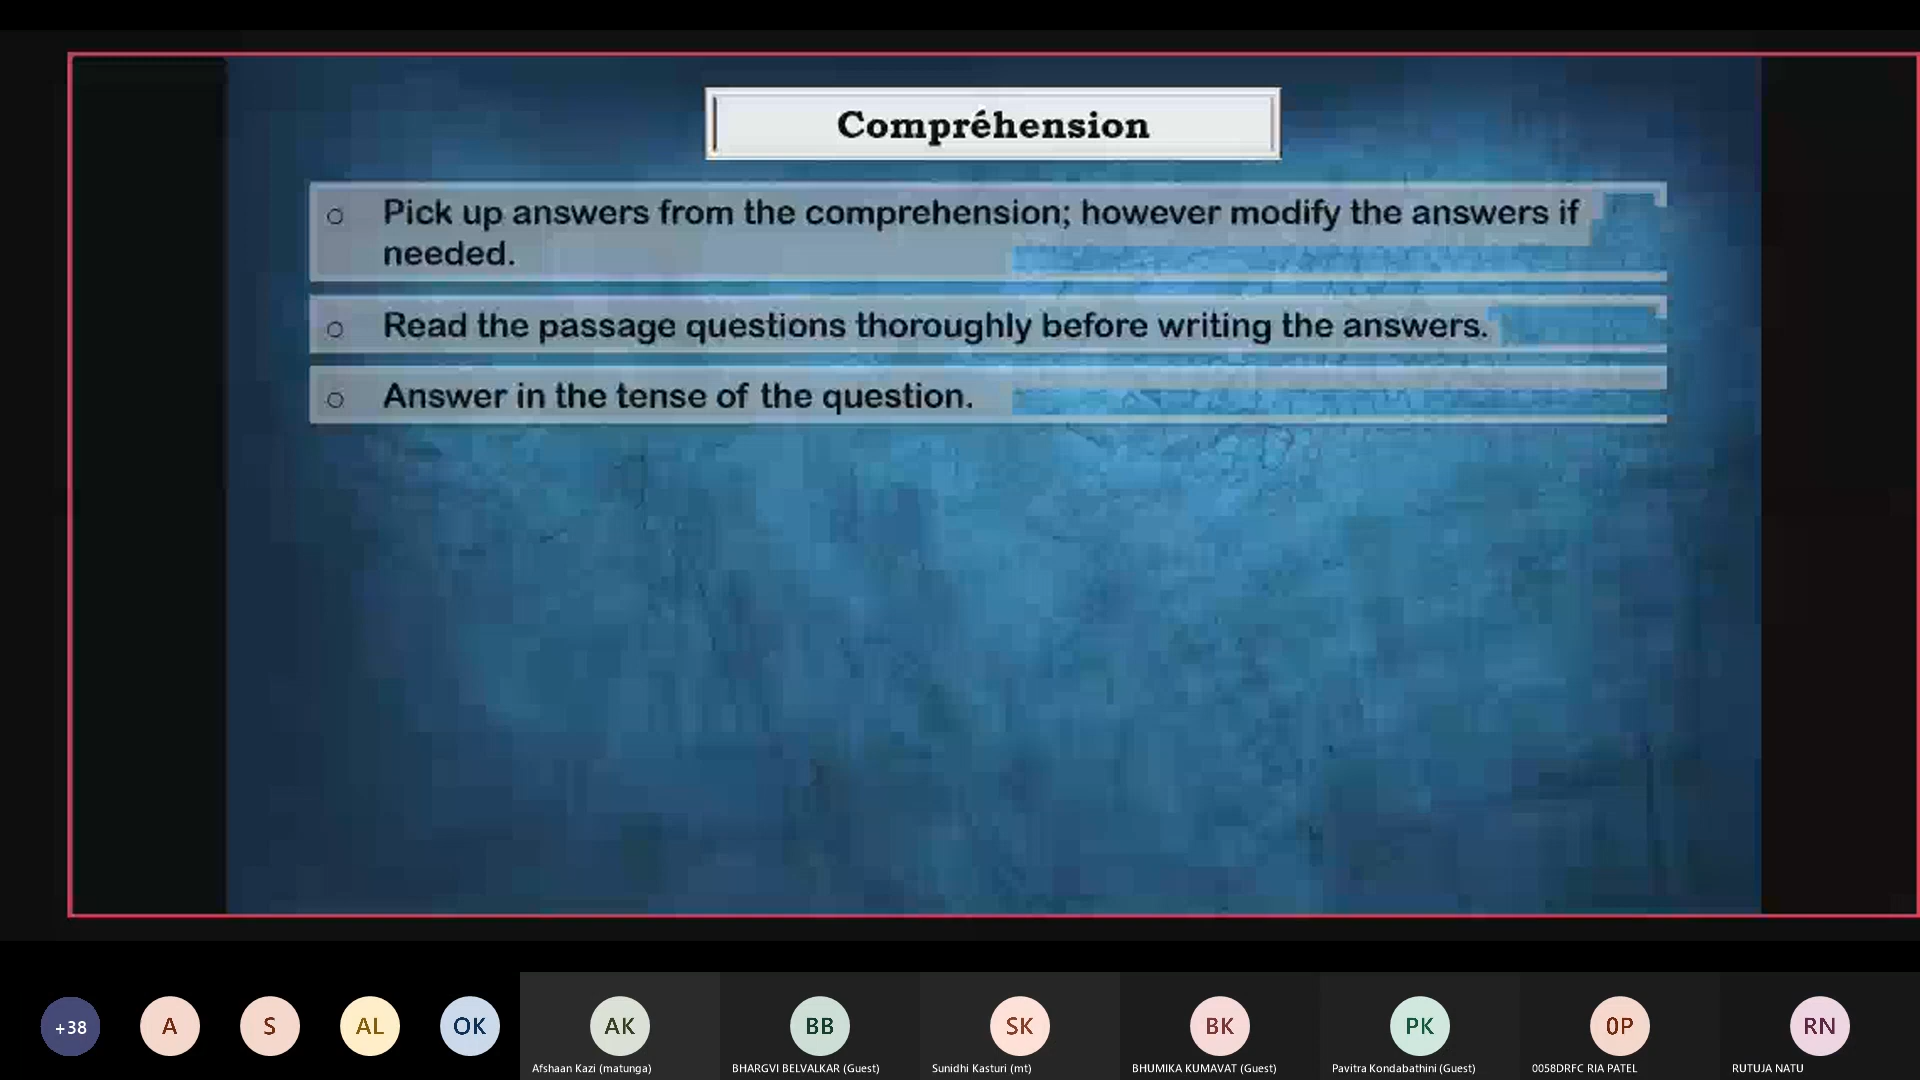 Compréhension
○ Pick up answers from the comprehension; however modify the answers if
needed.
○ Read the passage questions thoroughly before writing the answers.
○ Answer in the tense of the question.
+38 A S AL OK AK BB SK BK PK 0P RN
Afshaan Kazi (matunga) BHARGVI BELVALKAR (Guest) Sunidhi Kasturi (mt) BHUMIKA KUMAVAT (Guest) Pavitra Kondabathini (Guest) 0058DRFC RIA PATEL RUTUJA NATU